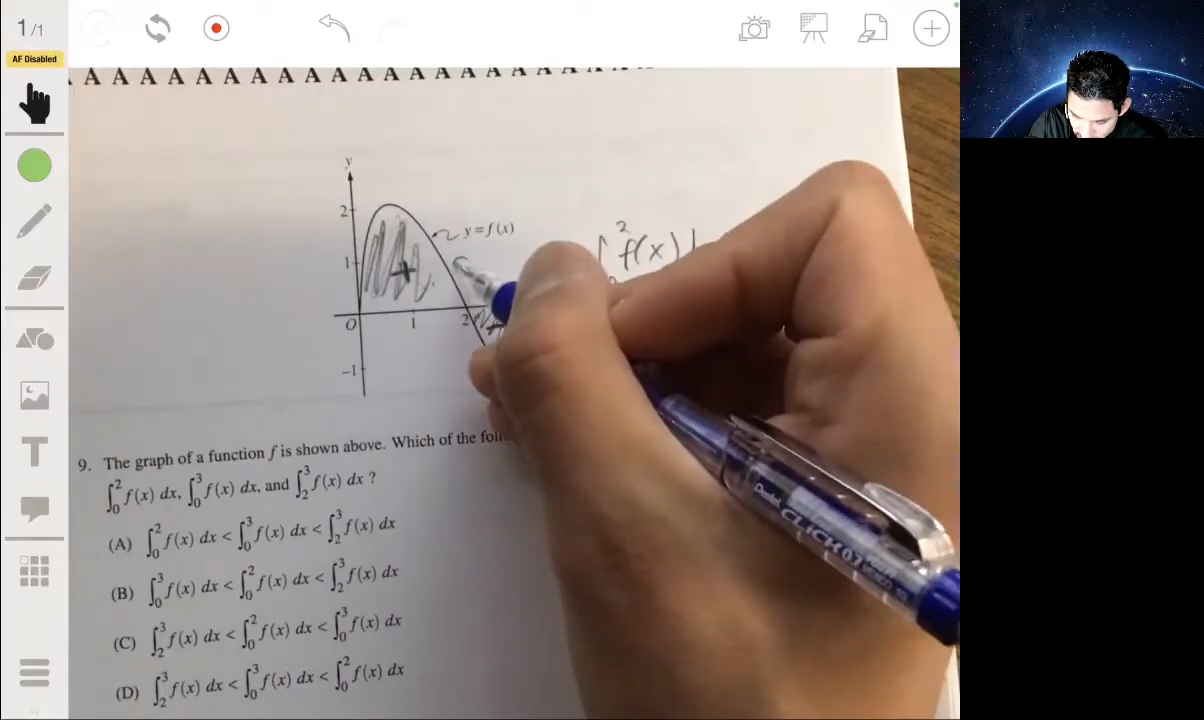 1/1
AF Disabled
A A A A A A A A A A A A A A A A A A A A
y
2
y = f(x)
1
+
O
1
2
-1
2
f(x)
9. The graph of a function f is shown above. Which of the
∫₀² f(x) dx, ∫₀³ f(x) dx, and ∫₂³ f(x) dx ?
(A) ∫₀² f(x) dx < ∫₀³ f(x) dx < ∫₂³ f(x) dx
(B) ∫₀³ f(x) dx < ∫₀² f(x) dx < ∫₂³ f(x) dx
(C) ∫₂³ f(x) dx < ∫₀² f(x) dx < ∫₀³ f(x) dx
(D) ∫₂³ f(x) dx < ∫₀³ f(x) dx < ∫₀² f(x) dx
Pentel
CLICK 07
T